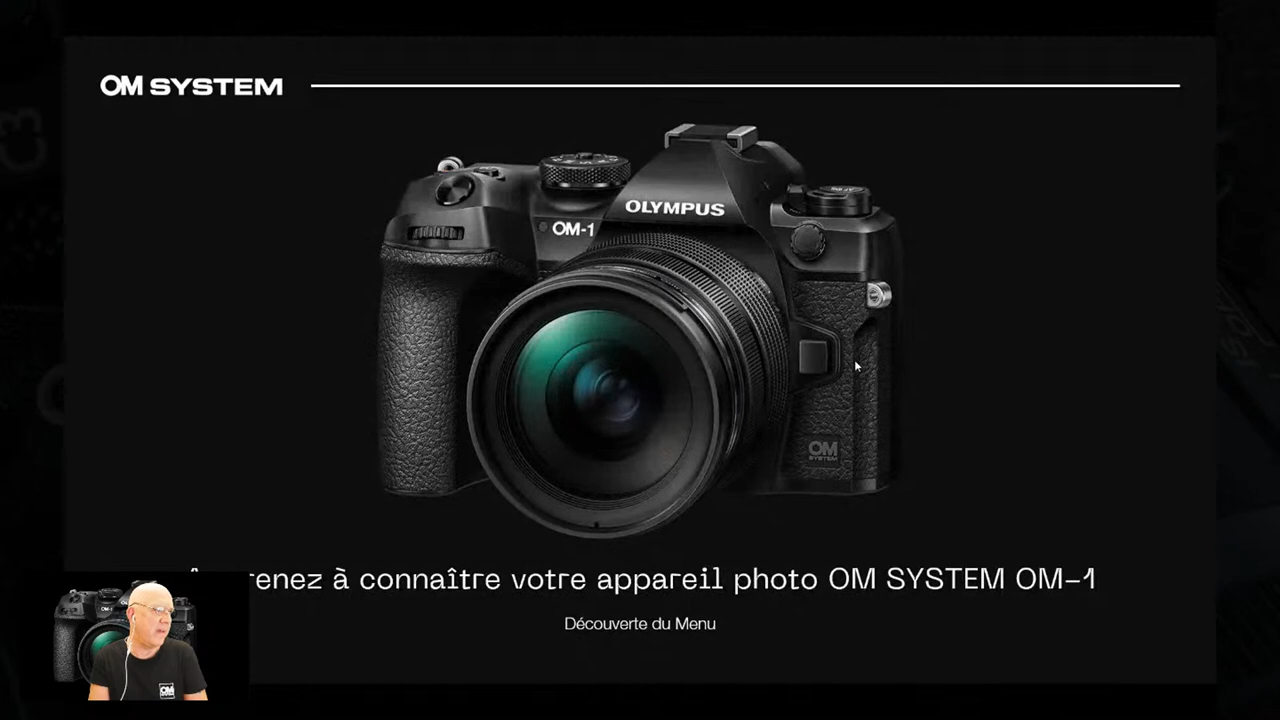 OM SYSTEM
OLYMPUS
OM-1
OM
SYSTEM
renez à connaître votre appareil photo OM SYSTEM OM-1
Découverte du Menu
OM